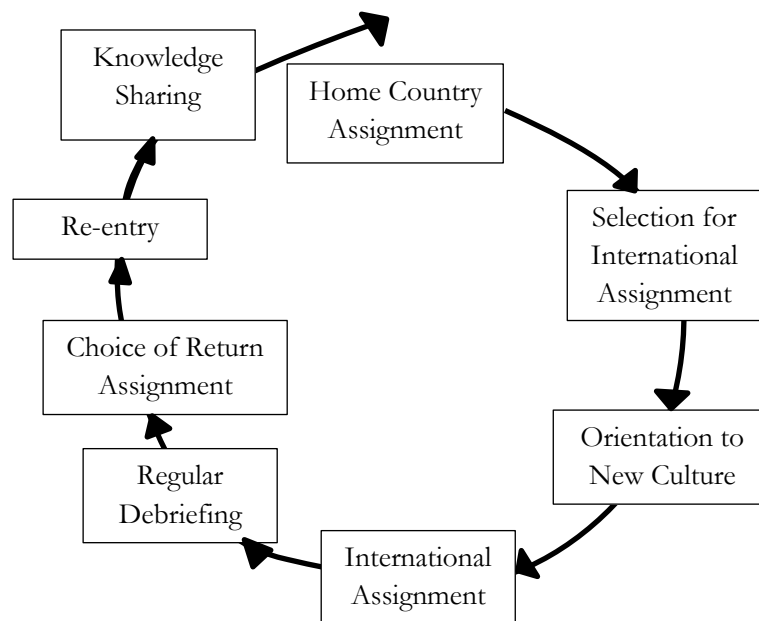 Knowledge
Sharing
Home Country
Assignment
Selection for
International
Assignment
Orientation to
New Culture
International
Assignment
Regular
Debriefing
Choice of Return
Assignment
Re-entry